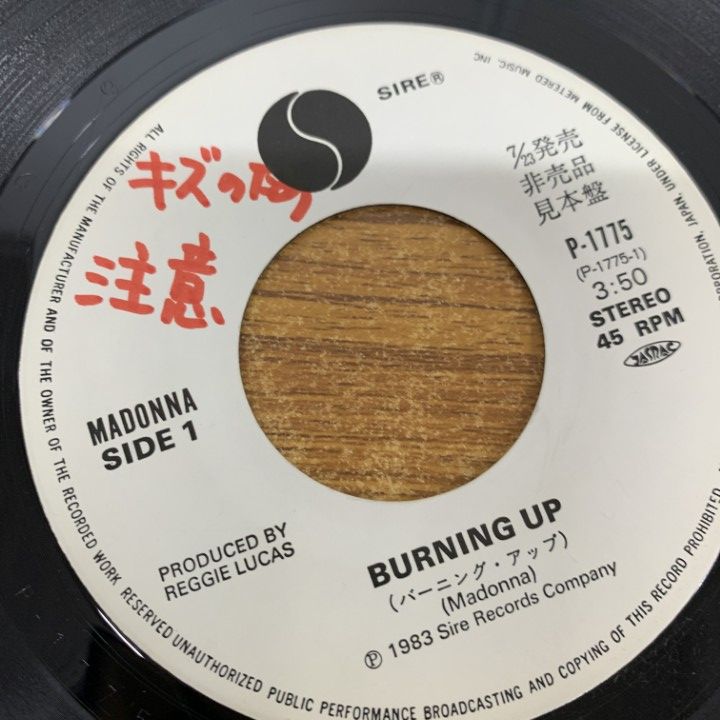 SIRE®
7/23発売
非売品
見本盤
P-1775
(P-1775-1)
3:50
STEREO
45 RPM
JASRAC
キズの為
注意
MADONNA
SIDE 1
PRODUCED BY
REGGIE LUCAS
BURNING UP
(バーニング・アップ)
(Madonna)
Ⓟ 1983 Sire Records Company
ALL RIGHTS OF THE MANUFACTURER AND OF THE OWNER OF THE RECORDED WORK RESERVED UNAUTHORIZED PUBLIC PERFORMANCE BROADCASTING AND COPYING OF THIS RECORD PROHIBITED
CORPORATION, JAPAN UNDER LICENSE FROM METERED MUSIC, INC.